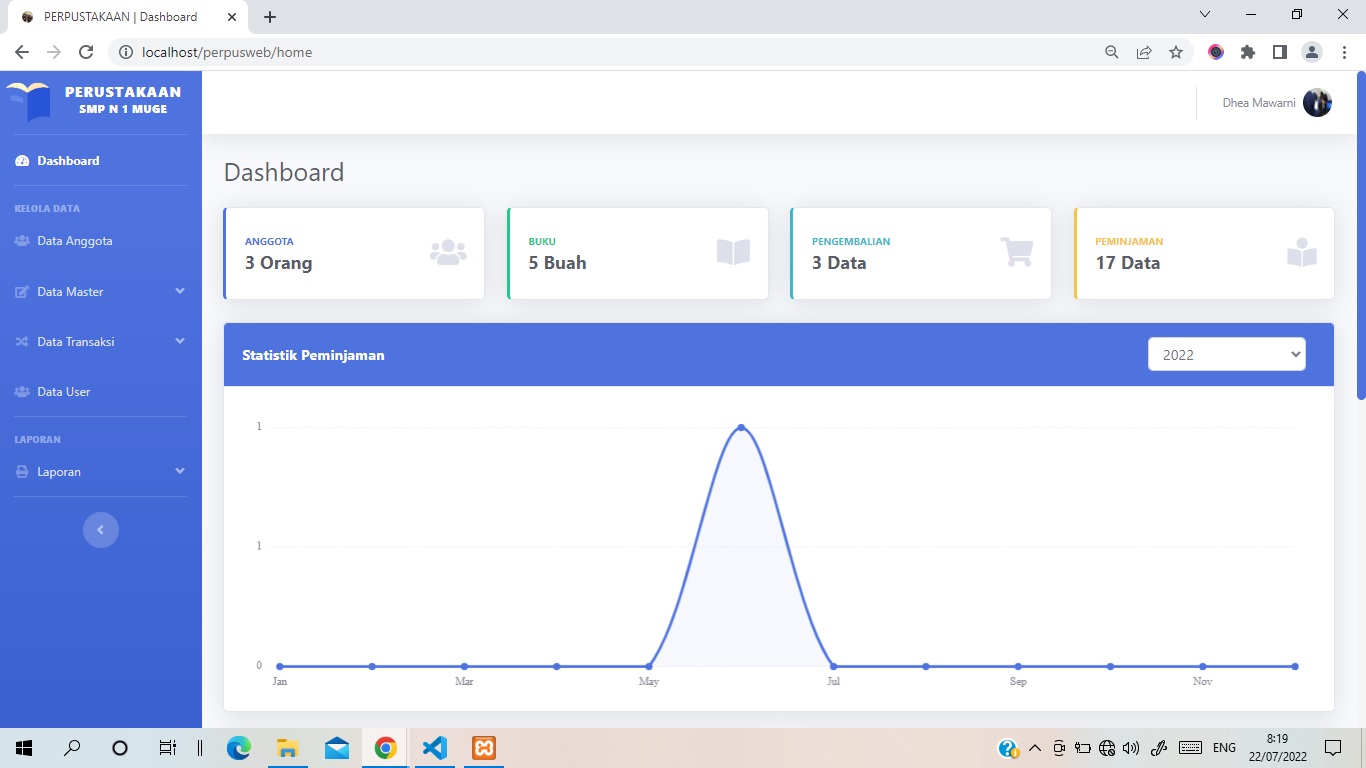 PERPUSTAKAAN | Dashboard
localhost/perpusweb/home
PERUSTAKAAN
SMP N 1 MUGE
Dhea Mawarni
Dashboard
KELOLA DATA
Data Anggota
Data Master
Data Transaksi
Data User
LAPORAN
Laporan
Dashboard
ANGGOTA
3 Orang
BUKU
5 Buah
PENGEMBALIAN
3 Data
PEMINJAMAN
17 Data
Statistik Peminjaman
2022
1
1
0
Jan
Mar
May
Jul
Sep
Nov
ENG
8:19
22/07/2022